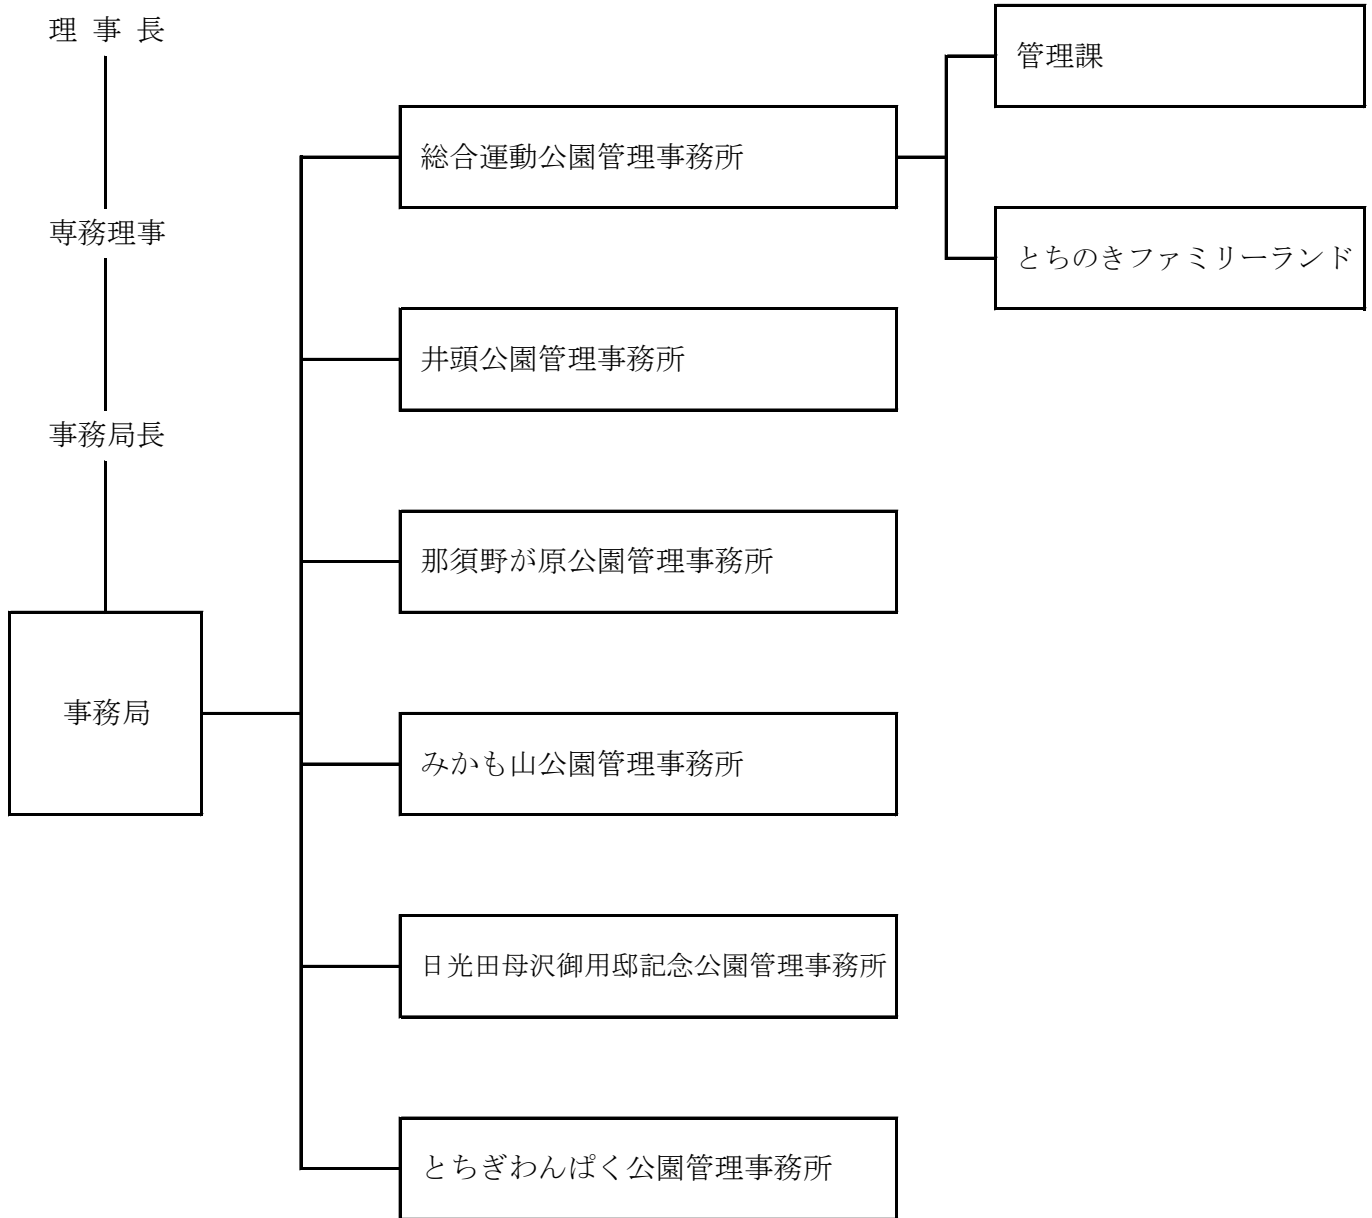 理 事 長
専務理事
事務局長
事務局
総合運動公園管理事務所
管理課
とちのきファミリーランド
井頭公園管理事務所
那須野が原公園管理事務所
みかも山公園管理事務所
日光田母沢御用邸記念公園管理事務所
とちぎわんぱく公園管理事務所